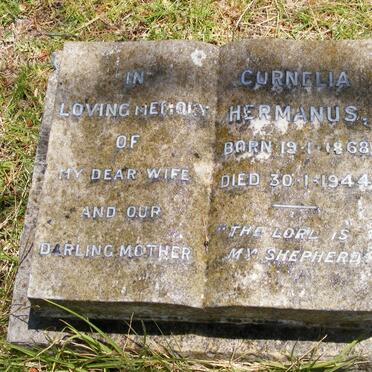 IN
LOVING MEMORY
OF
MY DEAR WIFE
AND OUR
DARLING MOTHER
CURNELIA
HERMANUS.
BORN 19-1-1868
DIED 30-1-1944
"THE LORD IS
MY SHEPHERD"